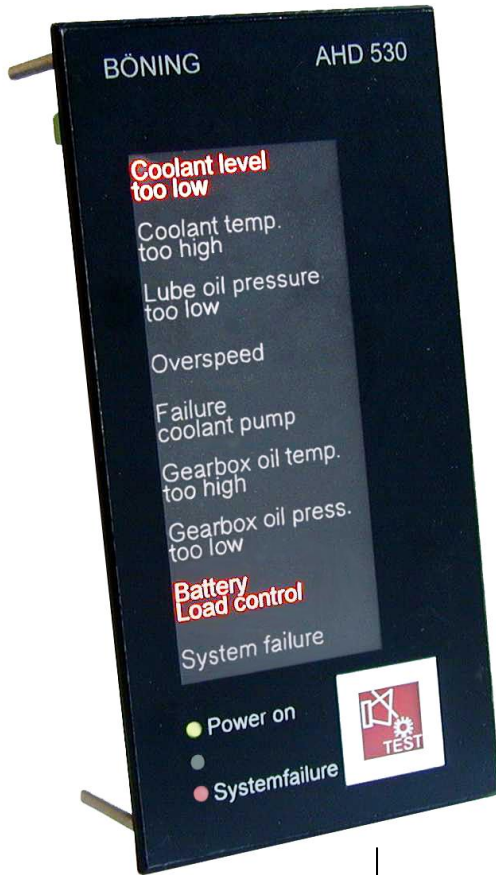 BÖNING AHD 530
Coolant level
too low
Coolant temp.
too high
Lube oil pressure
too low
Overspeed
Failure
coolant pump
Gearbox oil temp.
too high
Gearbox oil press.
too low
Battery
Load control
System failure
Power on
Systemfailure
TEST